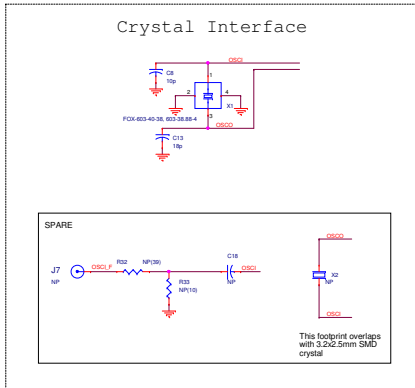 Crystal Interface
OSCI
C8
10p
1
2
4
X1
3
FOX-603-40-38, 603-38.88-4
OSCO
C13
18p
SPARE
OSCO
J7
OSCI_F
R32
NP(39)
C18
OSCI
X2
NP
NP
NP
R33
NP(10)
OSCI
This footprint overlaps
with 3.2x2.5mm SMD
crystal